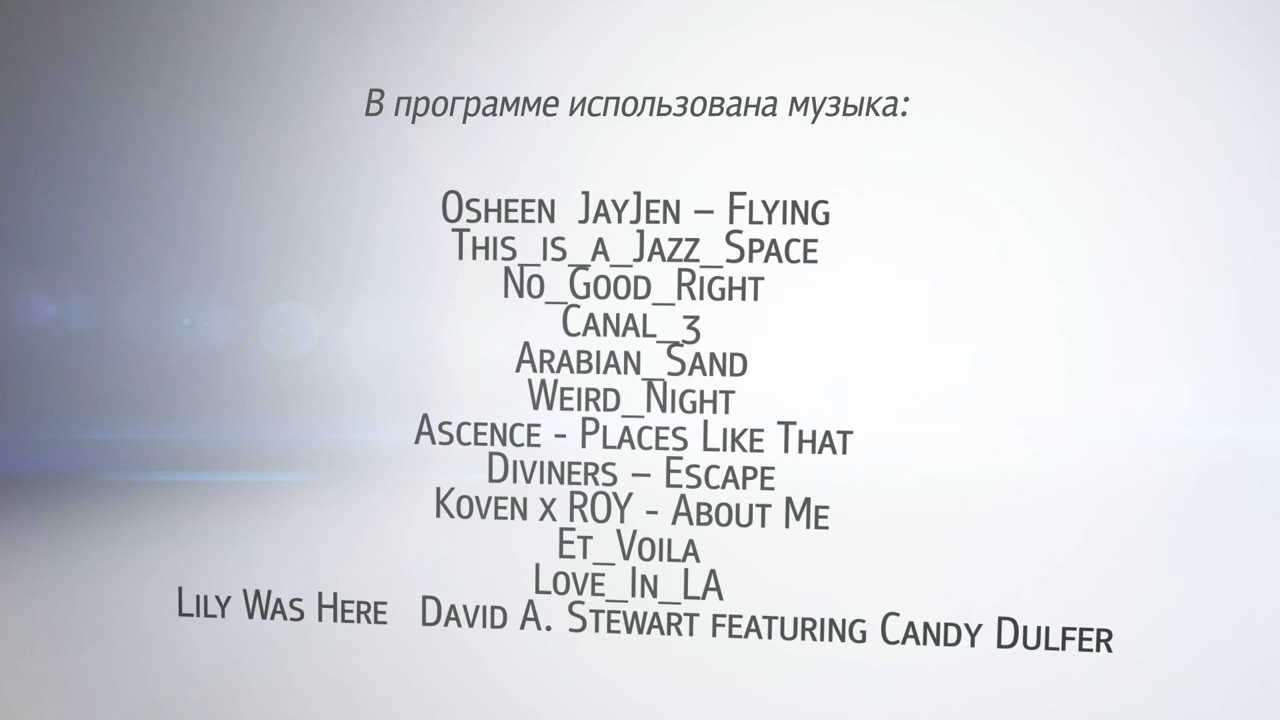 В программе использована музыка:
Osheen  JayJen – Flying
This_is_a_Jazz_Space
No_Good_Right
Canal_3
Arabian_Sand
Weird_Night
Ascence - Places Like That
Diviners – Escape
Koven x ROY - About Me
Et_Voila
Love_In_LA
Lily Was Here   David A. Stewart featuring Candy Dulfer